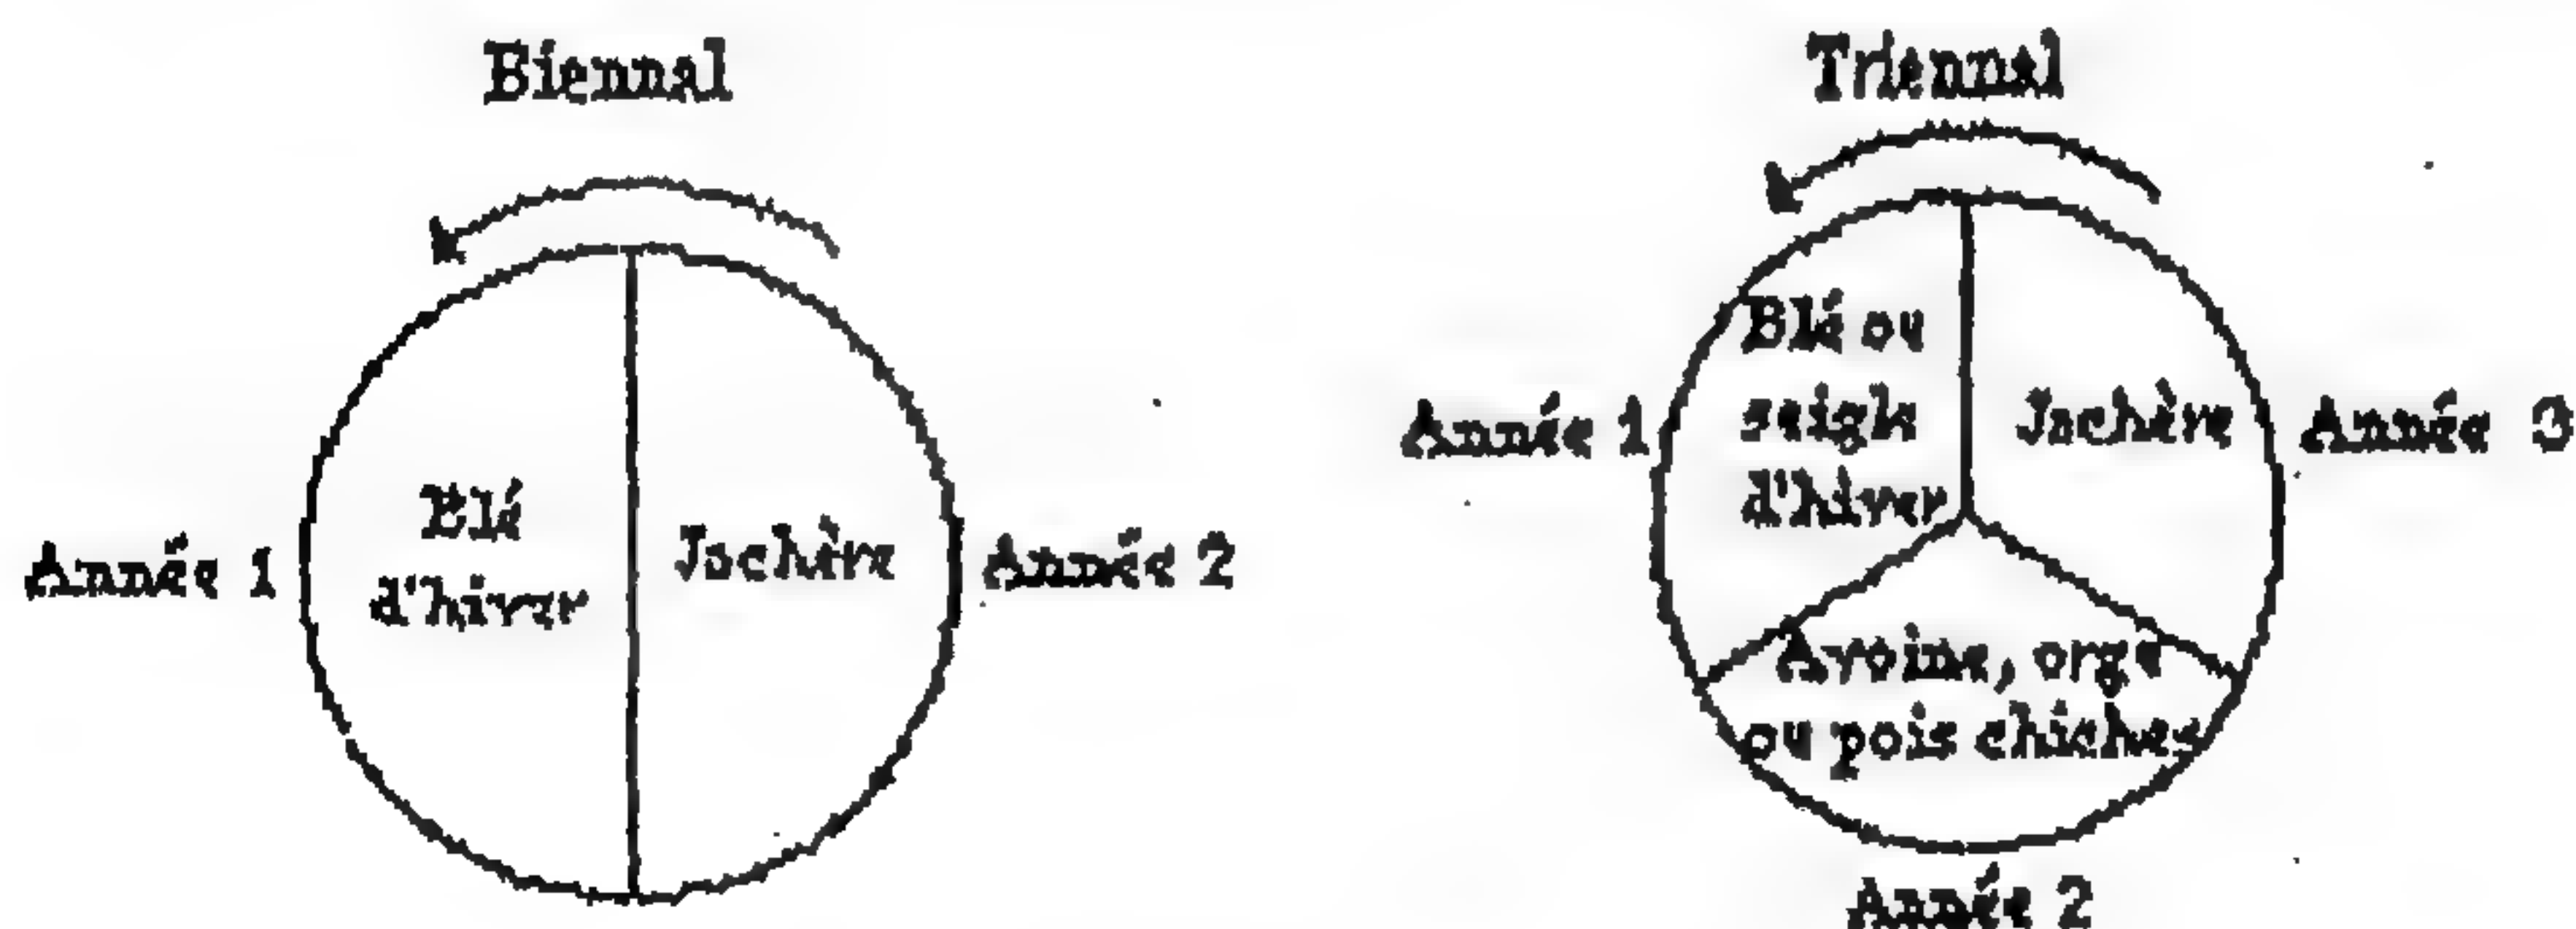 Biennal
Année 1
Blé
d'hiver
Jachère
Année 2
Triennal
Année 1
Blé ou
seigle
d'hiver
Jachère
Année 3
Avoine, orge
ou pois chiches
Année 2